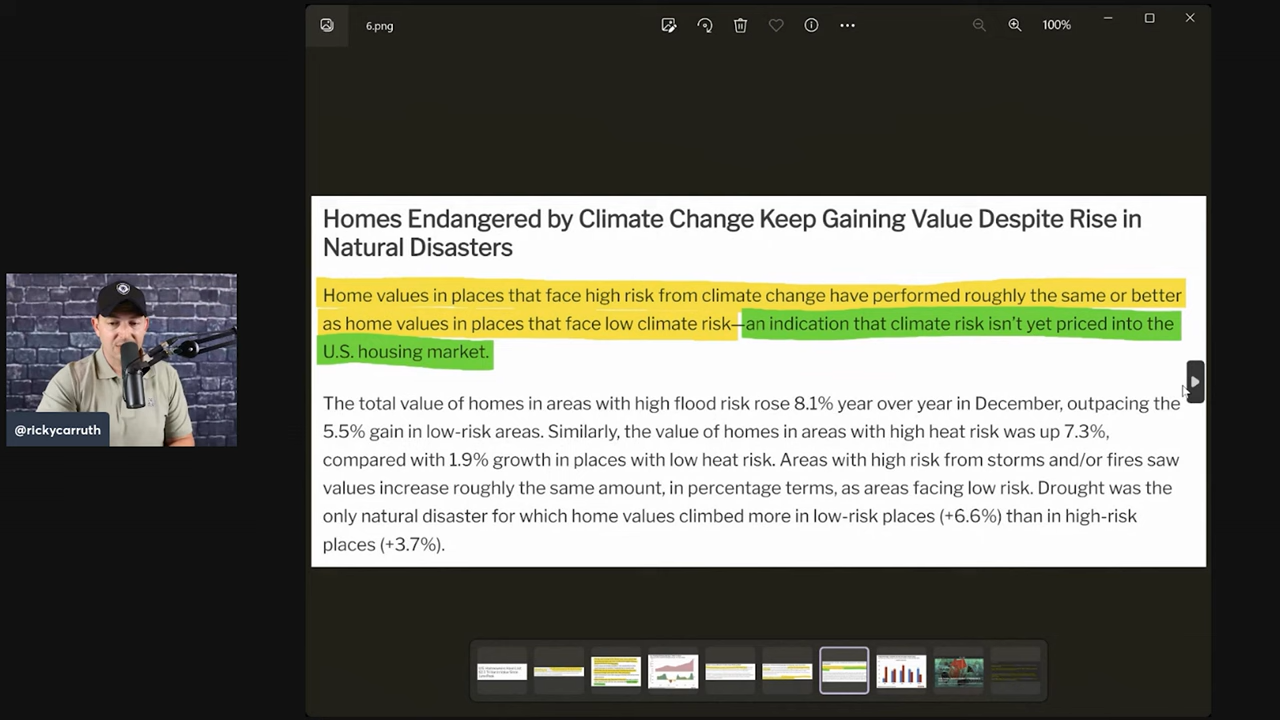 6.png
100%
Homes Endangered by Climate Change Keep Gaining Value Despite Rise in
Natural Disasters
Home values in places that face high risk from climate change have performed roughly the same or better
as home values in places that face low climate risk—an indication that climate risk isn't yet priced into the
U.S. housing market.
The total value of homes in areas with high flood risk rose 8.1% year over year in December, outpacing the
5.5% gain in low-risk areas. Similarly, the value of homes in areas with high heat risk was up 7.3%,
compared with 1.9% growth in places with low heat risk. Areas with high risk from storms and/or fires saw
values increase roughly the same amount, in percentage terms, as areas facing low risk. Drought was the
only natural disaster for which home values climbed more in low-risk places (+6.6%) than in high-risk
places (+3.7%).
@rickycarruth